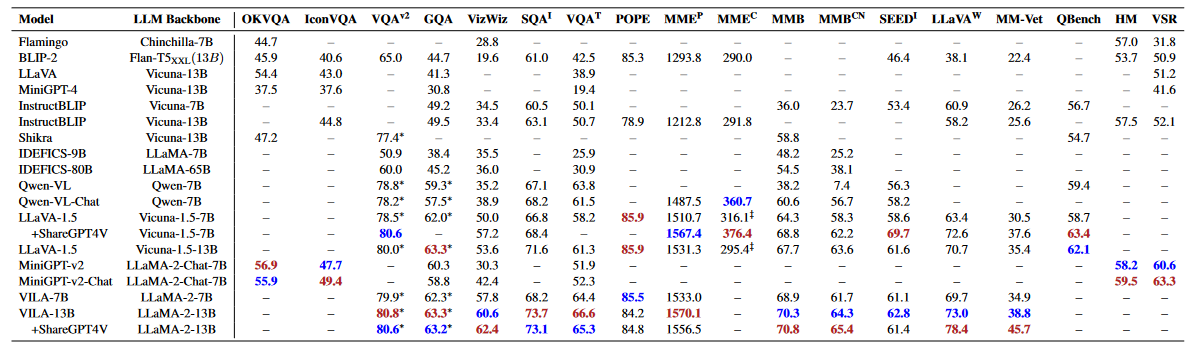 Model LLM Backbone OKVQA IconVQA VQA^v2 GQA VizWiz SQA^I VQA^T POPE MME^P MME^C MMB MMB^CN SEED^I LLaVA^W MM-Vet QBench HM VSR
Flamingo Chinchilla-7B 44.7 – – – 28.8 – – – – – – – – – – – 57.0 31.8
BLIP-2 Flan-T5XXL(13B) 45.9 40.6 65.0 44.7 19.6 61.0 42.5 85.3 1293.8 290.0 – – 46.4 38.1 22.4 – 53.7 50.9
LLaVA Vicuna-13B 54.4 43.0 – 41.3 – – 38.9 – – – – – – – – – – 51.2
MiniGPT-4 Vicuna-13B 37.5 37.6 – 30.8 – – 19.4 – – – – – – – – – – 41.6
InstructBLIP Vicuna-7B – – – 49.2 34.5 60.5 50.1 – – – 36.0 23.7 53.4 60.9 26.2 56.7 – –
InstructBLIP Vicuna-13B – 44.8 – 49.5 33.4 63.1 50.7 78.9 1212.8 291.8 – – – 58.2 25.6 – 57.5 52.1
Shikra Vicuna-13B 47.2 – 77.4* – – – – – – – 58.8 – – – – 54.7 – –
IDEFICS-9B LLaMA-7B – – 50.9 38.4 35.5 – 25.9 – – – 48.2 25.2 – – – – – –
IDEFICS-80B LLaMA-65B – – 60.0 45.2 36.0 – 30.9 – – – 54.5 38.1 – – – – – –
Qwen-VL Qwen-7B – – 78.8* 59.3* 35.2 67.1 63.8 – – – 38.2 7.4 56.3 – – 59.4 – –
Qwen-VL-Chat Qwen-7B – – 78.2* 57.5* 38.9 68.2 61.5 – 1487.5 360.7 60.6 56.7 58.2 – – – – –
LLaVA-1.5 Vicuna-1.5-7B – – 78.5* 62.0* 50.0 66.8 58.2 85.9 1510.7 316.1‡ 64.3 58.3 58.6 63.4 30.5 58.7 – –
+ShareGPT4V Vicuna-1.5-7B – – 80.6 57.2 68.4 – – 1567.4 376.4 68.8 62.2 69.7 72.6 37.6 63.4 – –
LLaVA-1.5 Vicuna-1.5-13B – – 80.0* 63.3* 53.6 71.6 61.3 85.9 1531.3 295.4‡ 67.7 63.6 61.6 70.7 35.4 62.1 – –
MiniGPT-v2 LLaMA-2-Chat-7B 56.9 47.7 – 60.3 30.3 – 51.9 – – – – – – – – – 58.2 60.6
MiniGPT-v2-Chat LLaMA-2-Chat-7B 55.9 49.4 – 58.8 42.4 – 52.3 – – – – – – – – – 59.5 63.3
VILA-7B LLaMA-2-7B – – 79.9* 62.3* 57.8 68.2 64.4 85.5 1533.0 – 68.9 61.7 61.1 69.7 34.9 – – –
VILA-13B LLaMA-2-13B – – 80.8* 63.3* 60.6 73.7 66.6 84.2 1570.1 – 70.3 64.3 62.8 73.0 38.8 – – –
+ShareGPT4V LLaMA-2-13B – – 80.6* 63.2* 62.4 73.1 65.3 84.8 1556.5 – 70.8 65.4 61.4 78.4 45.7 – – –